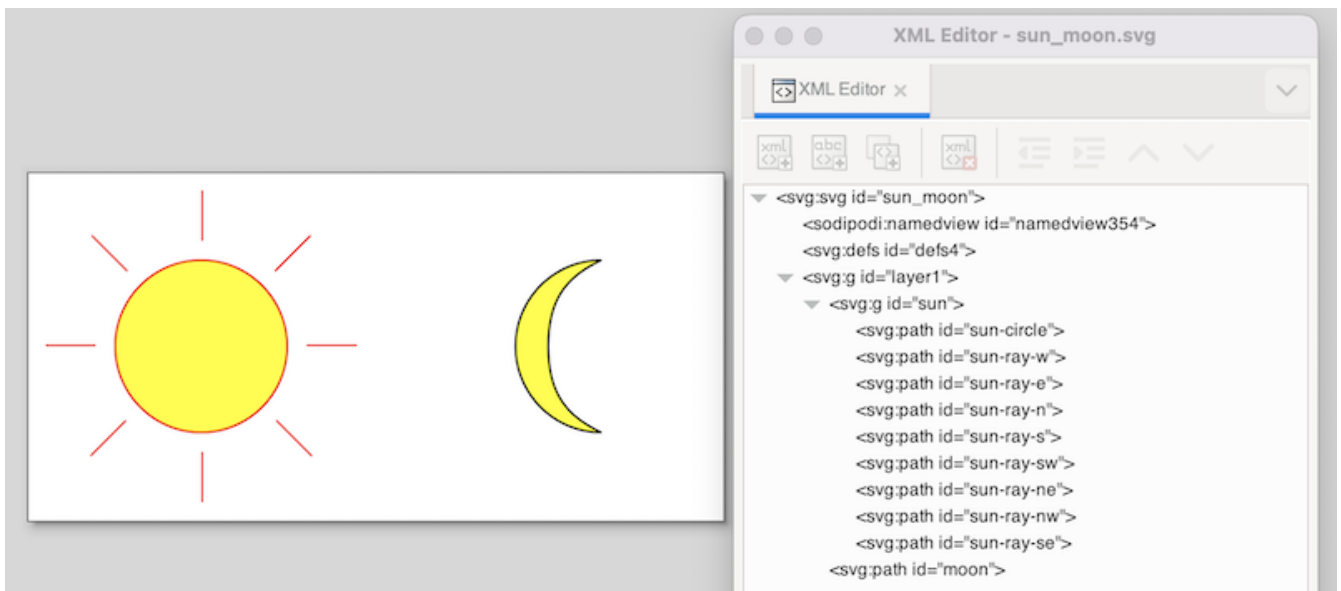 XML Editor - sun_moon.svg
XML Editor
xml
abc
xml
<svg:svg id="sun_moon">
<sodipodi:namedview id="namedview354">
<svg:defs id="defs4">
<svg:g id="layer1">
<svg:g id="sun">
<svg:path id="sun-circle">
<svg:path id="sun-ray-w">
<svg:path id="sun-ray-e">
<svg:path id="sun-ray-n">
<svg:path id="sun-ray-s">
<svg:path id="sun-ray-sw">
<svg:path id="sun-ray-ne">
<svg:path id="sun-ray-nw">
<svg:path id="sun-ray-se">
<svg:path id="moon">